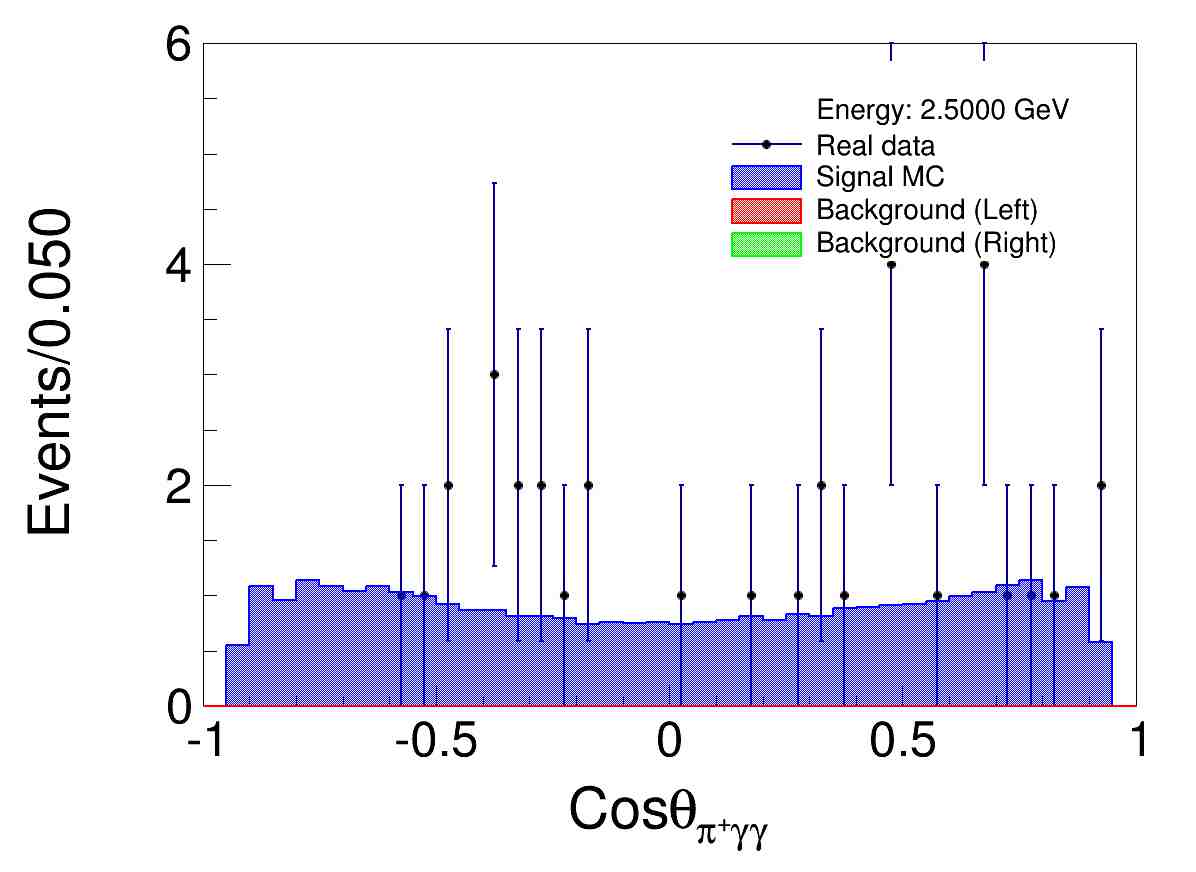 6
4
2
0
Events/0.050
Energy: 2.5000 GeV
Real data
Signal MC
Background (Left)
Background (Right)
-1 -0.5 0 0.5 1
Cosθπ⁺γγ